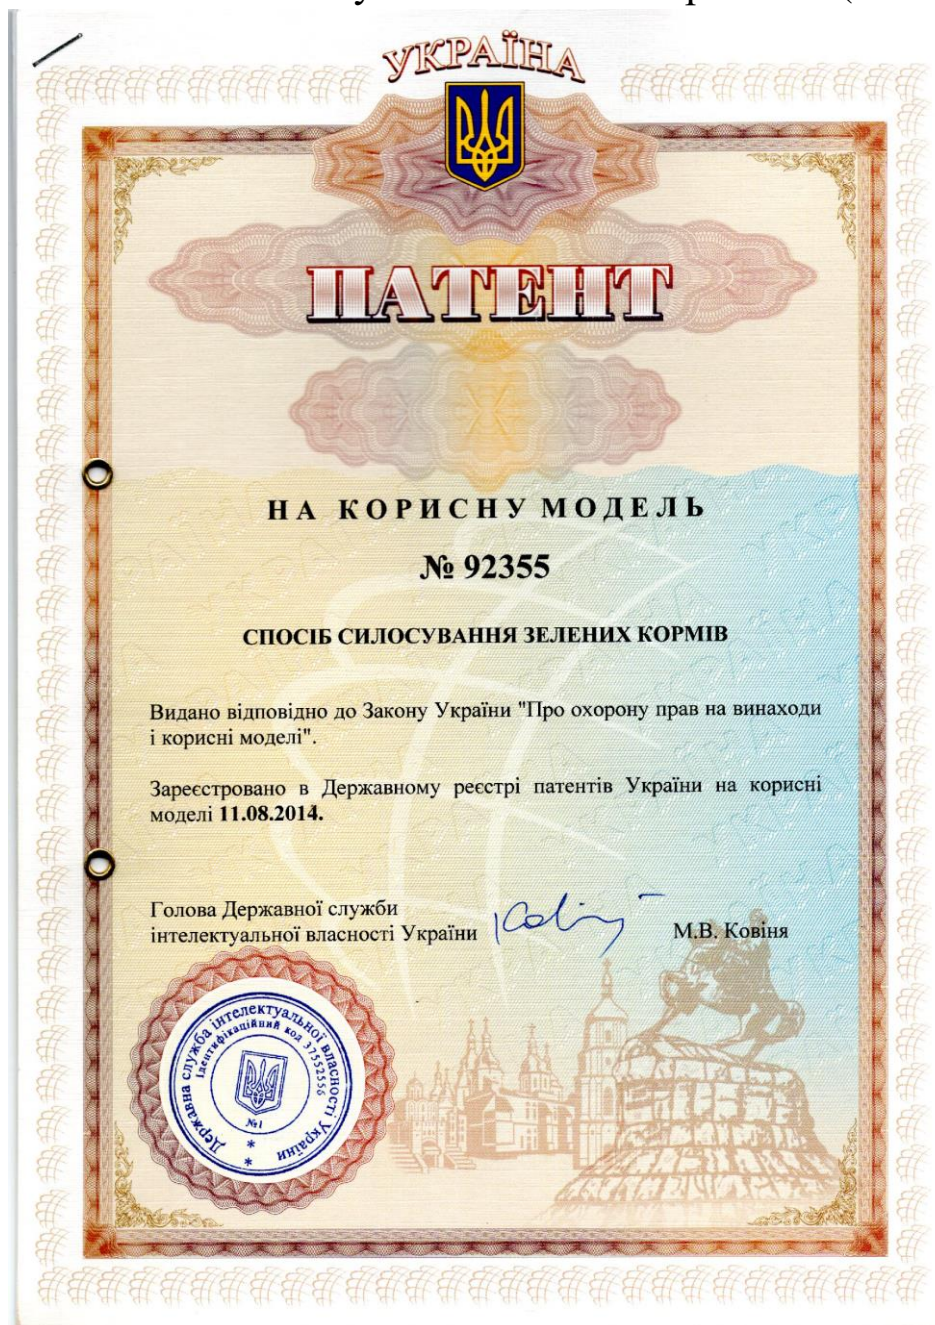 УКРАЇНА
ПАТЕНТ
НА КОРИСНУ МОДЕЛЬ
№ 92355
СПОСІБ СИЛОСУВАННЯ ЗЕЛЕНИХ КОРМІВ
Видано відповідно до Закону України "Про охорону прав на винаходи
і корисні моделі".
Зареєстровано в Державному реєстрі патентів України на корисні
моделі 11.08.2014.
Голова Державної служби
інтелектуальної власності України
М.В. Ковіня
Державна служба інтелектуальної власності України
Ідентифікаційний код 37552556
№1